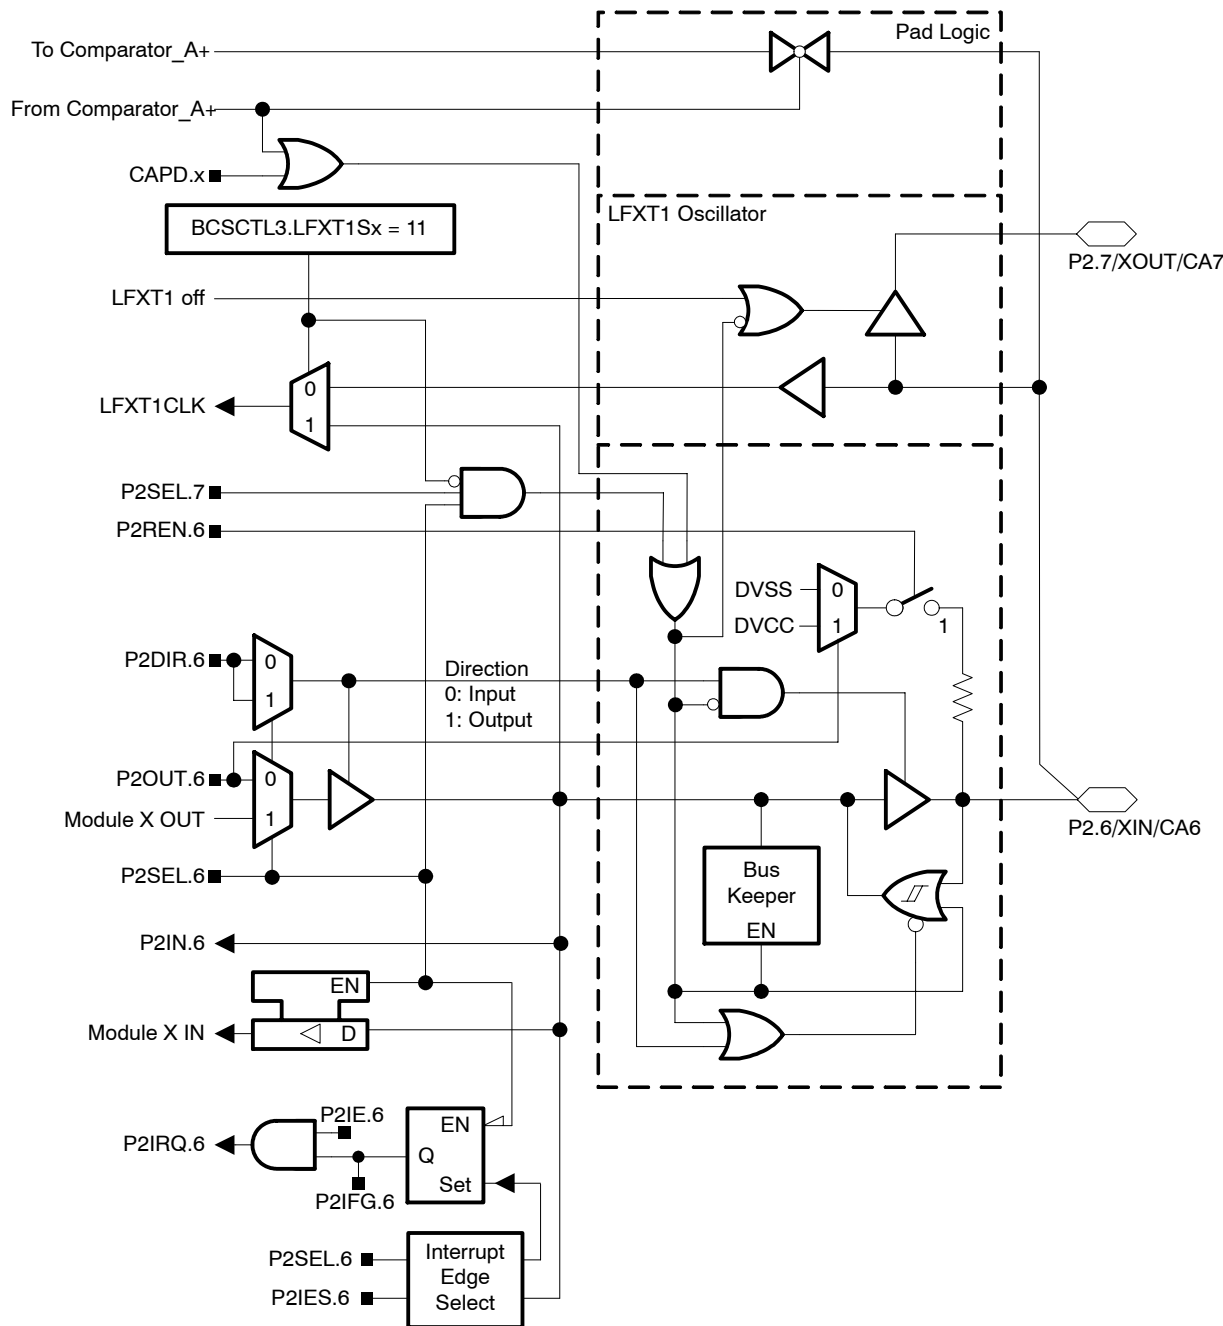 Pad Logic
To Comparator_A+
From Comparator_A+
CAPD.x
BCSCTL3.LFXT1Sx = 11
LFXT1 Oscillator
P2.7/XOUT/CA7
LFXT1 off
0
LFXT1CLK
1
P2SEL.7
P2REN.6
DVSS
0
DVCC
1
1
P2DIR.6
0
1
Direction
0: Input
1: Output
P2OUT.6
0
Module X OUT
1
P2.6/XIN/CA6
P2SEL.6
Bus
Keeper
EN
P2IN.6
EN
Module X IN
D
P2IE.6
P2IRQ.6
EN
Q
Set
P2IFG.6
P2SEL.6
P2IES.6
Interrupt
Edge
Select